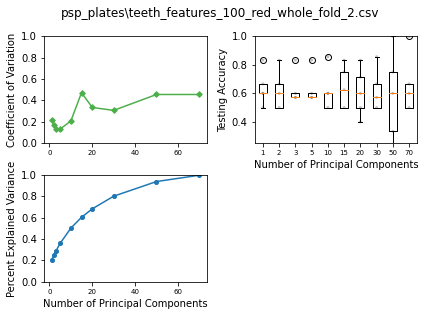 psp_plates\teeth_features_100_red_whole_fold_2.csv
Coefficient of Variation
1.0
0.8
0.6
0.4
0.2
0.0
0 20 40 60
Testing Accuracy
1.0
0.8
0.6
0.4
1 2 3 5 10 15 20 30 50 70
Number of Principal Components
Percent Explained Variance
1.0
0.8
0.6
0.4
0.2
0.0
0 20 40 60
Number of Principal Components